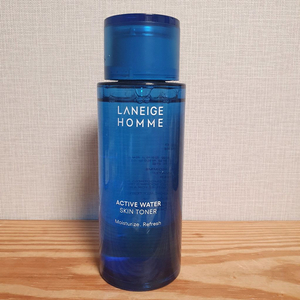 LANEIGE
HOMME
ACTIVE WATER
SKIN TONER
Moisturize. Refresh